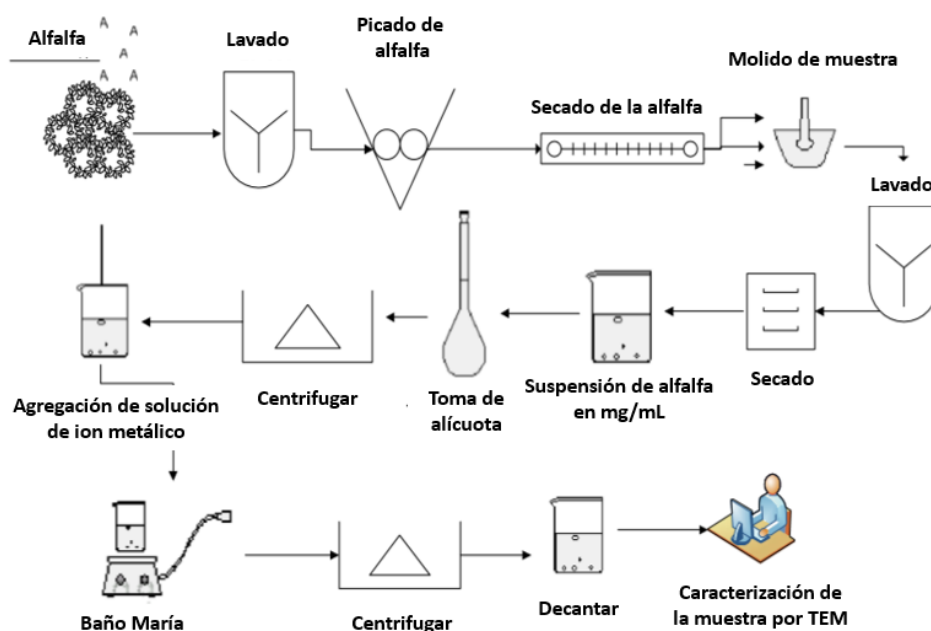 Alfalfa
A
A
A
A
A
Lavado
Picado de
alfalfa
Secado de la alfalfa
Molido de muestra
Lavado
Agregación de solución
de ion metálico
Centrifugar
Toma de
alícuota
Suspensión de alfalfa
en mg/mL
Secado
Baño María
Centrifugar
Decantar
Caracterización de
la muestra por TEM